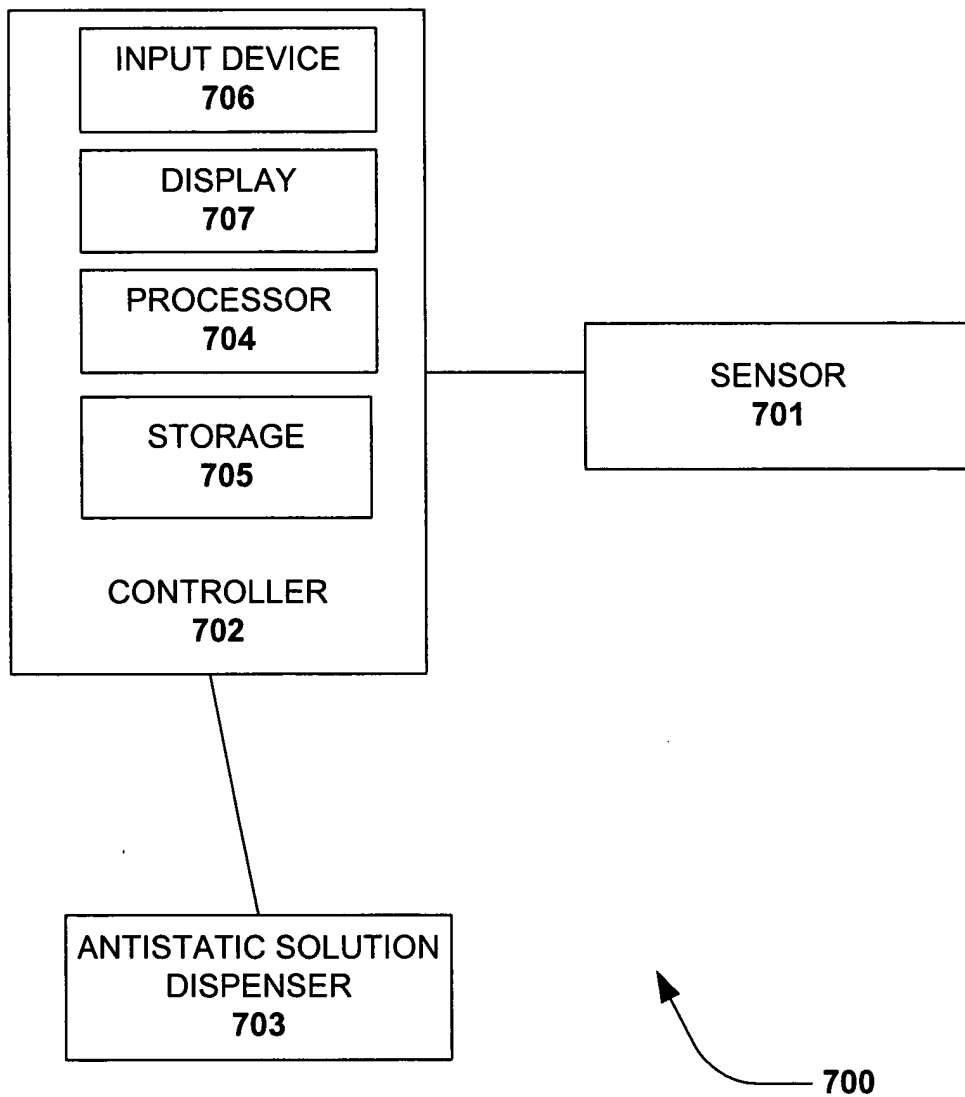 INPUT DEVICE
706
DISPLAY
707
PROCESSOR
704
STORAGE
705
CONTROLLER
702
SENSOR
701
ANTISTATIC SOLUTION
DISPENSER
703
700